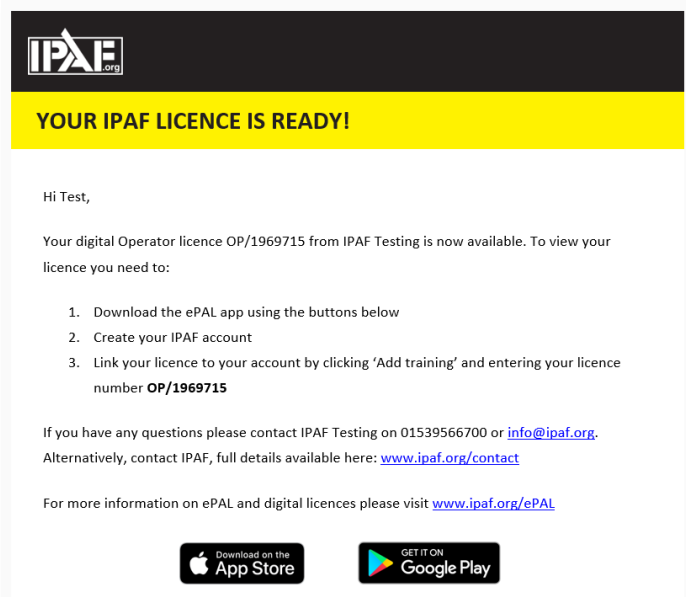 IPAF
.org
YOUR IPAF LICENCE IS READY!
Hi Test,
Your digital Operator licence OP/1969715 from IPAF Testing is now available. To view your
licence you need to:
1. Download the ePAL app using the buttons below
2. Create your IPAF account
3. Link your licence to your account by clicking ‘Add training’ and entering your licence
number OP/1969715
If you have any questions please contact IPAF Testing on 01539566700 or info@ipaf.org.
Alternatively, contact IPAF, full details available here: www.ipaf.org/contact
For more information on ePAL and digital licences please visit www.ipaf.org/ePAL
Download on the
App Store
GET IT ON
Google Play